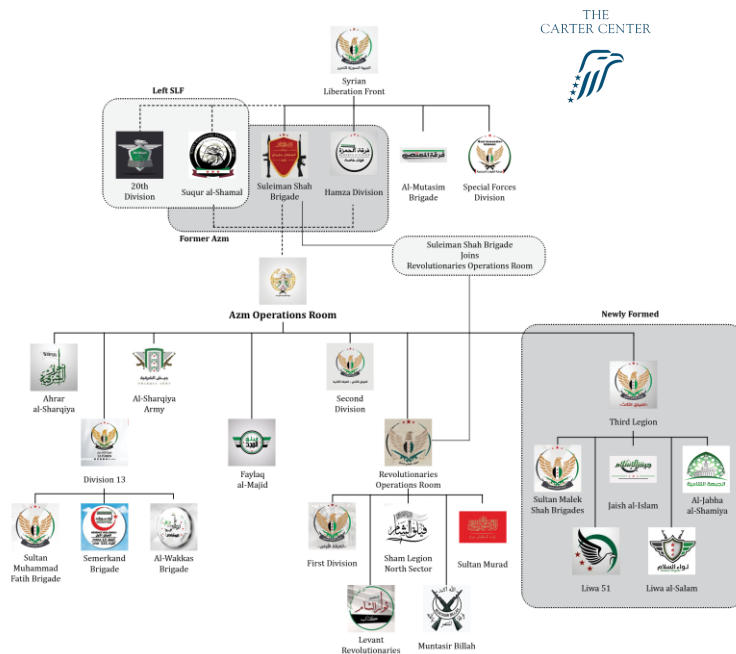 THE
CARTER CENTER
Syrian
Liberation Front
Left SLF
20th
Division
Suqur al-Shamal
Suleiman Shah
Brigade
Hamza Division
Al-Mutasim
Brigade
Special Forces
Division
Former Azm
Suleiman Shah Brigade
Joins
Revolutionaries Operations Room
Azm Operations Room
Newly Formed
Ahrar
al-Sharqiya
Al-Sharqiya
Army
Second
Division
Third Legion
Division 13
Faylaq
al-Majid
Revolutionaries
Operations Room
Sultan Malek
Shah Brigades
Jaish al-Islam
Al-Jabba
al-Shamiya
Sultan
Muhammad
Fatih Brigade
Semerkand
Brigade
Al-Wakkas
Brigade
First Division
Sham Legion
North Sector
Sultan Murad
Liwa 51
Liwa al-Salam
Levant
Revolutionaries
Muntasir Billah